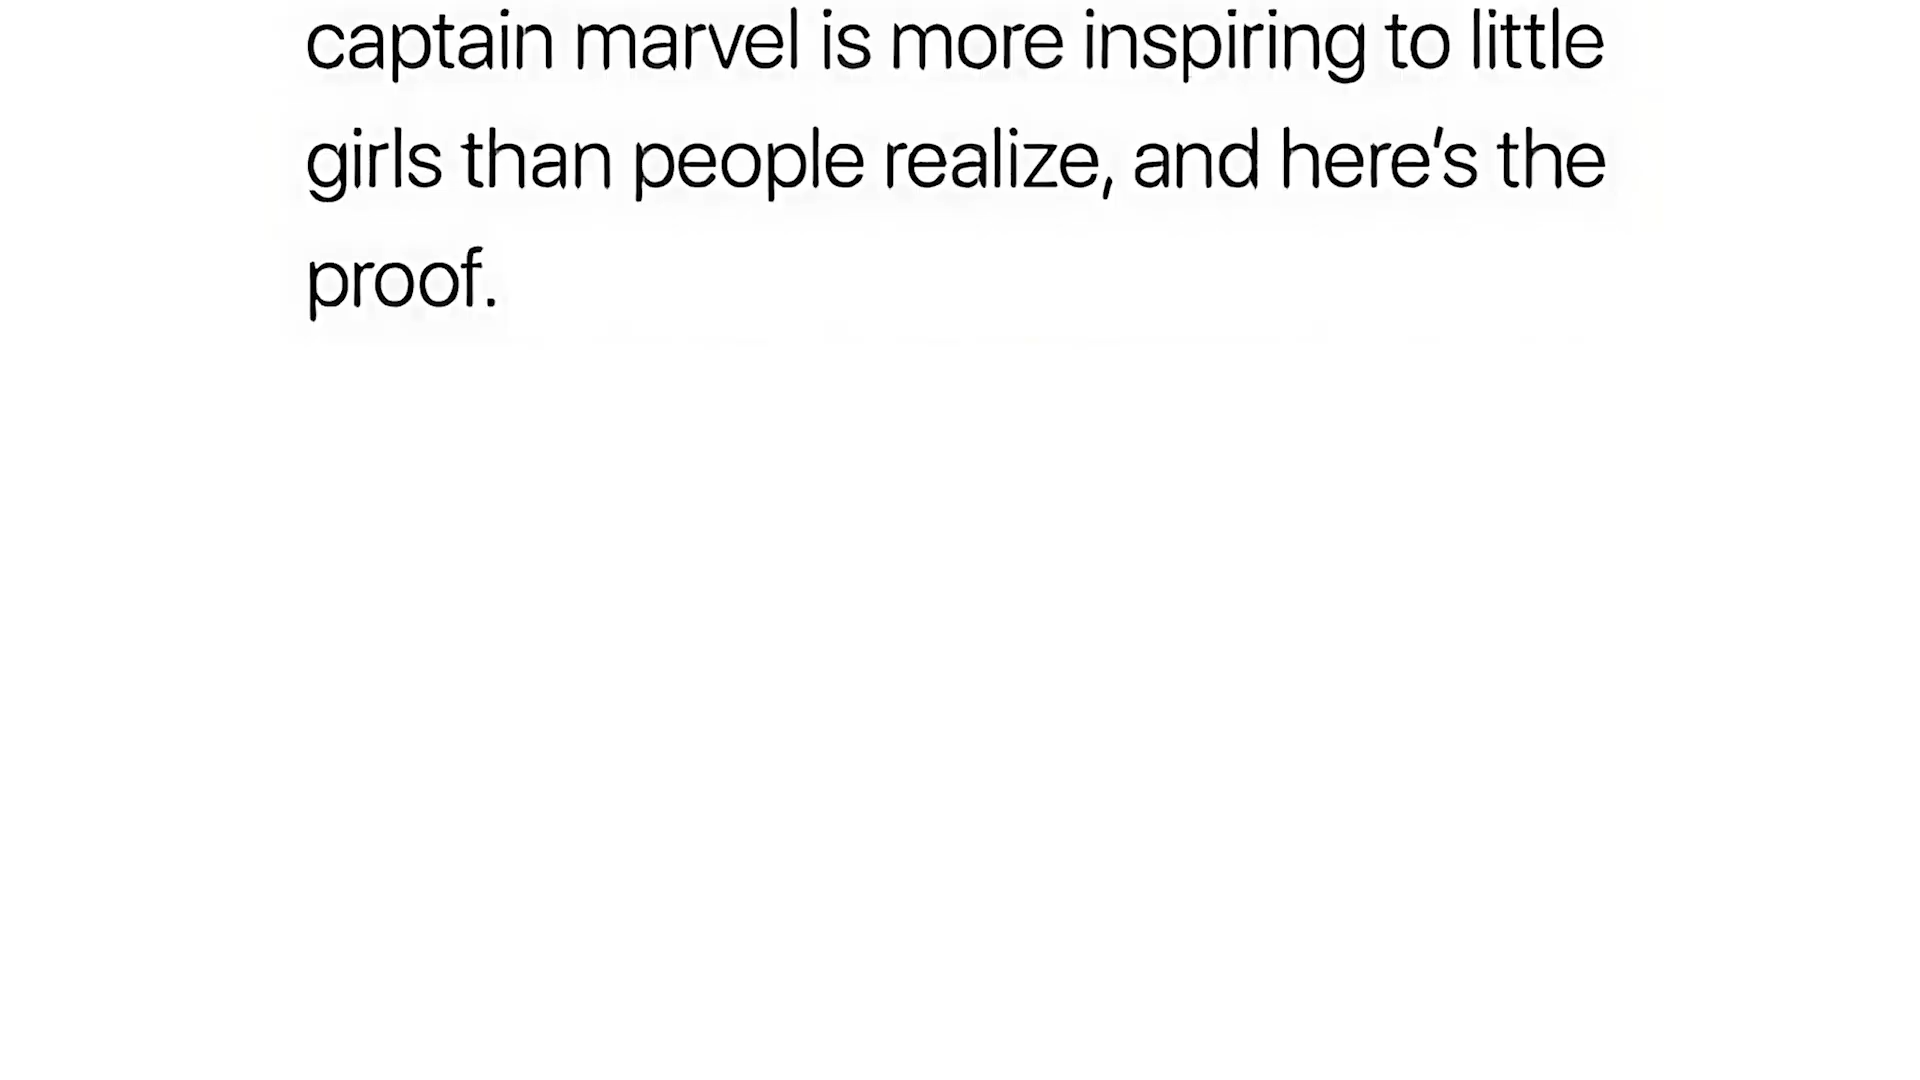 captain marvel is more inspiring to little
girls than people realize, and here’s the
proof.